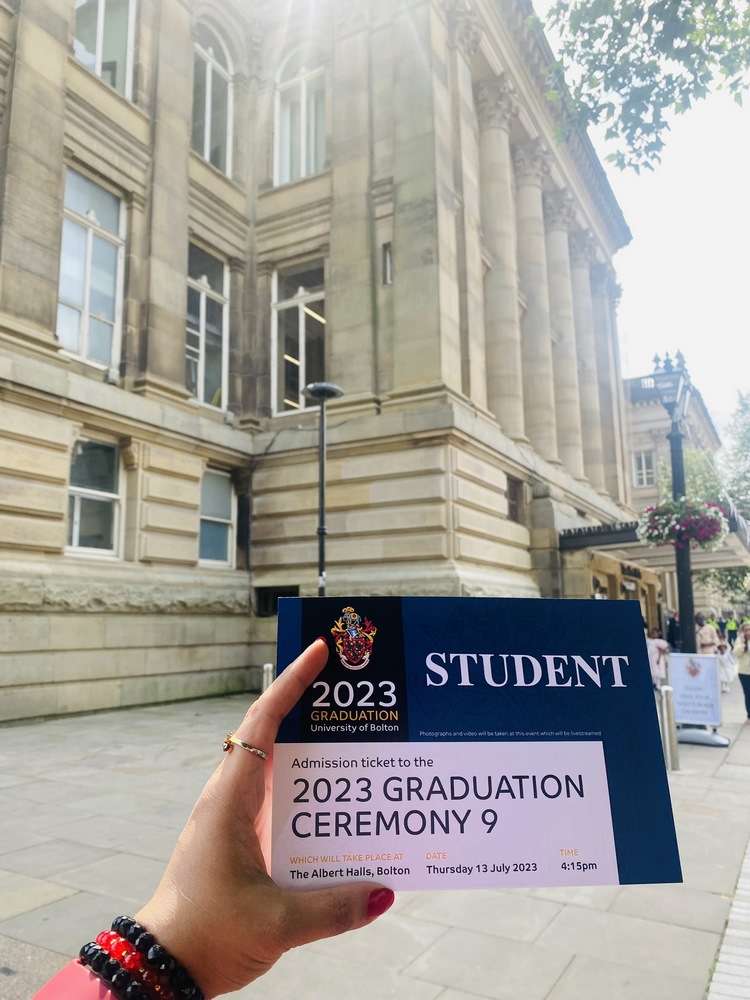 STUDENT
2023
GRADUATION
University of Bolton
Photographs and video will be taken at this event which will be livestreamed
Admission ticket to the
2023 GRADUATION
CEREMONY 9
WHICH WILL TAKE PLACE AT
The Albert Halls, Bolton
DATE
Thursday 13 July 2023
TIME
4:15pm